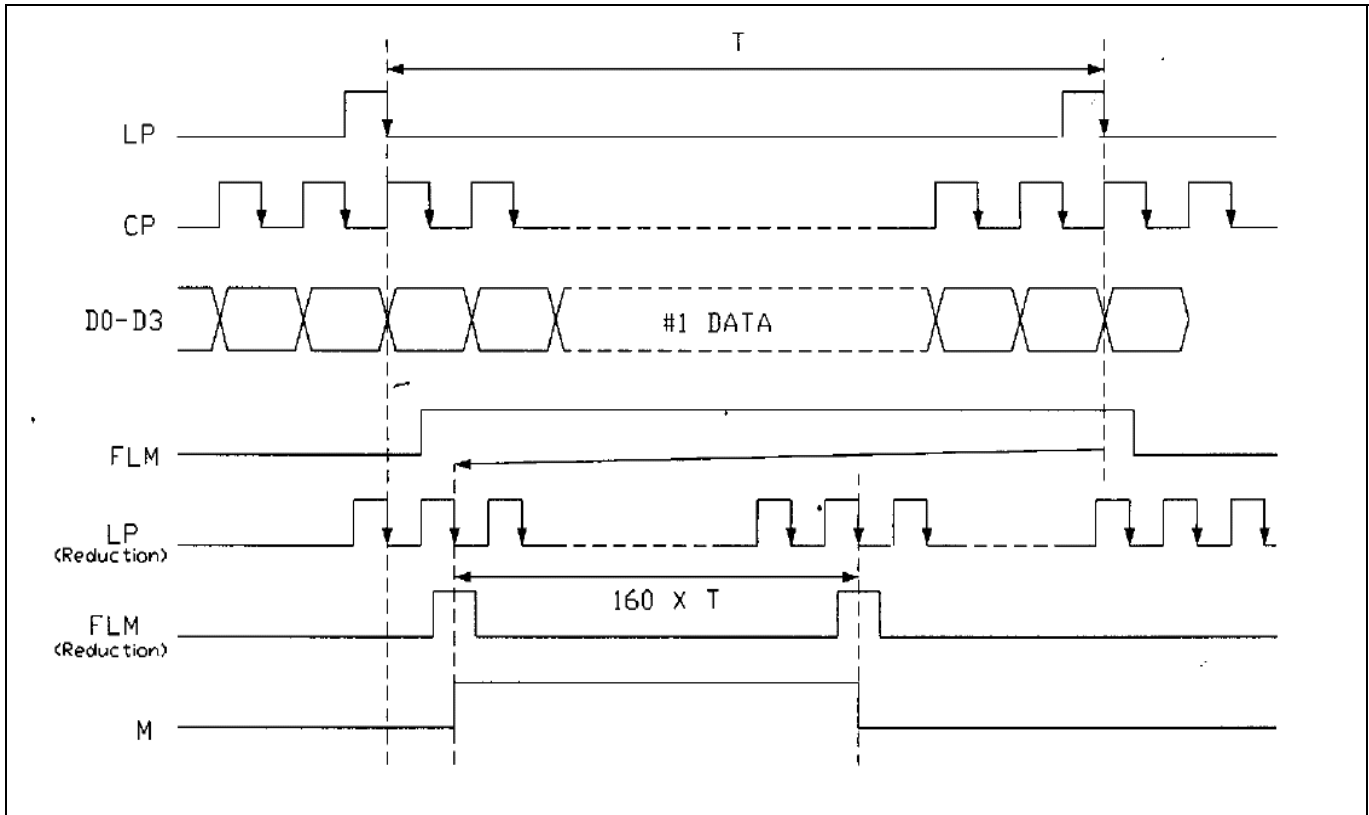 T
LP
CP
D0-D3
#1 DATA
FLM
LP
(Reduction)
160 X T
FLM
(Reduction)
M